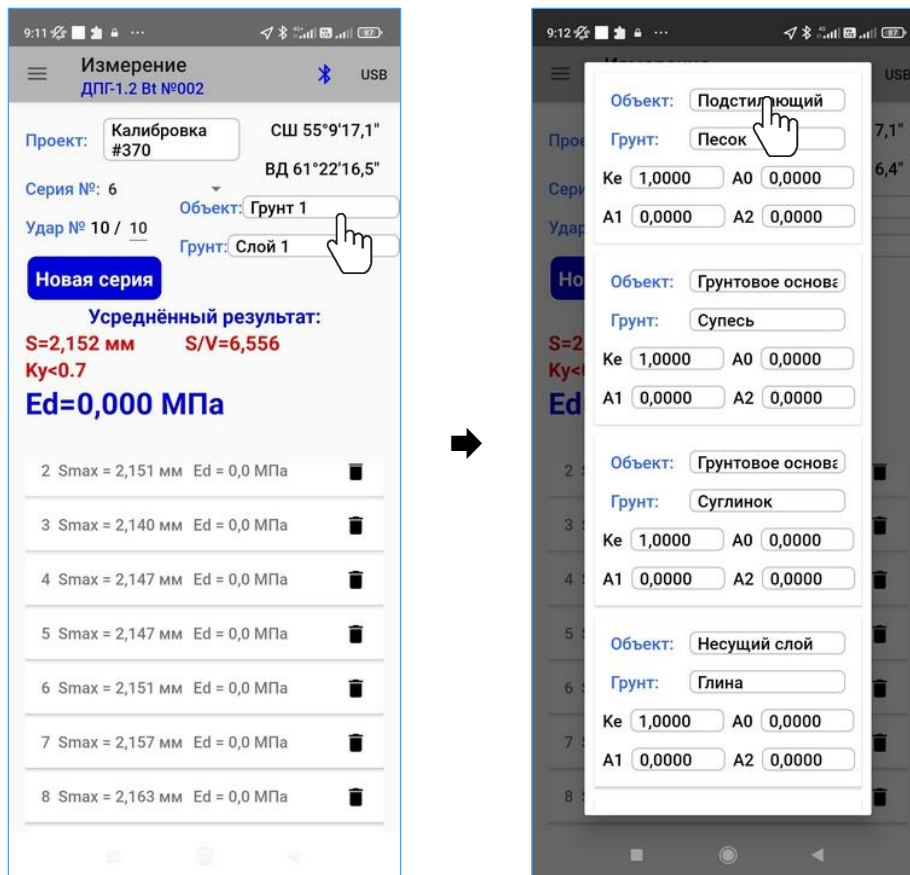 9:11
Измерение
ДПГ-1.2 Bt №002
USB
Проект:
Калибровка
#370
СШ 55°9'17,1"
ВД 61°22'16,5"
Серия №: 6
Объект: Грунт 1
Удар № 10 / 10
Грунт: Слой 1
Новая серия
Усреднённый результат:
S=2,152 мм S/V=6,556
Ку<0.7
Ed=0,000 МПа
2 Smax = 2,151 мм Ed = 0,0 МПа
3 Smax = 2,140 мм Ed = 0,0 МПа
4 Smax = 2,147 мм Ed = 0,0 МПа
5 Smax = 2,147 мм Ed = 0,0 МПа
6 Smax = 2,151 мм Ed = 0,0 МПа
7 Smax = 2,157 мм Ed = 0,0 МПа
8 Smax = 2,163 мм Ed = 0,0 МПа
9:12
USB
Объект: Подстилающий
Грунт: Песок
Ке 1,0000 А0 0,0000
А1 0,0000 А2 0,0000
Объект: Грунтовое основа
Грунт: Супесь
Ке 1,0000 А0 0,0000
А1 0,0000 А2 0,0000
Объект: Грунтовое основа
Грунт: Суглинок
Ке 1,0000 А0 0,0000
А1 0,0000 А2 0,0000
Объект: Несущий слой
Грунт: Глина
Ке 1,0000 А0 0,0000
А1 0,0000 А2 0,0000